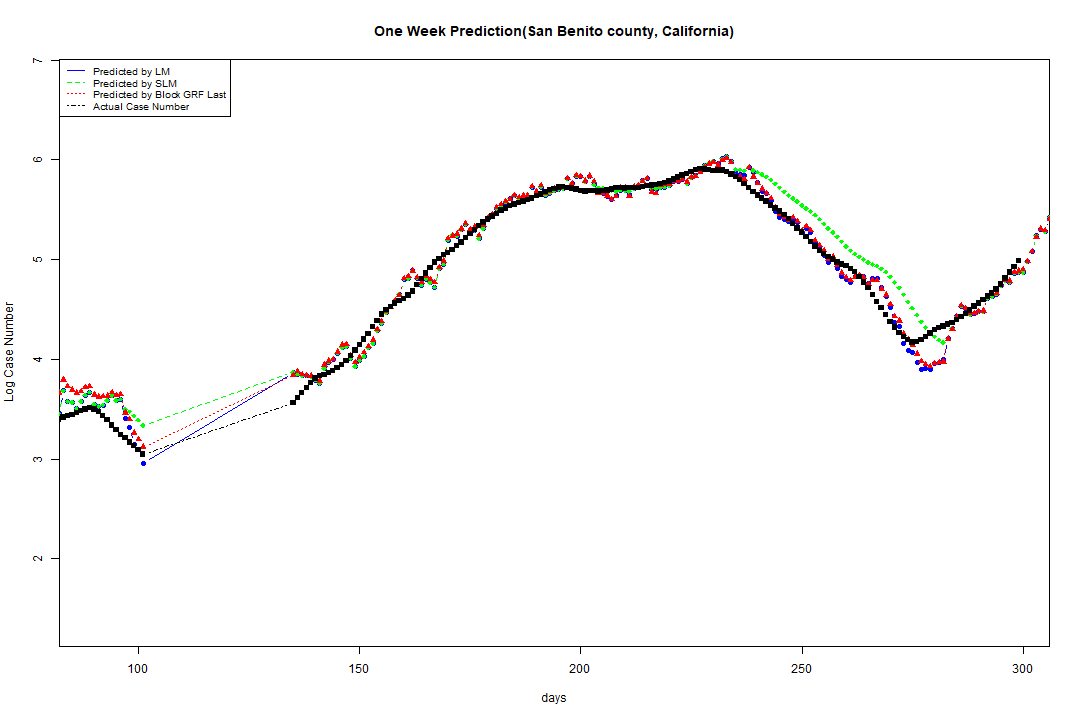 One Week Prediction(San Benito county, California)
Predicted by LM
Predicted by SLM
Predicted by Block GRF Last
Actual Case Number
7
6
5
4
3
2
Log Case Number
100 150 200 250 300
days